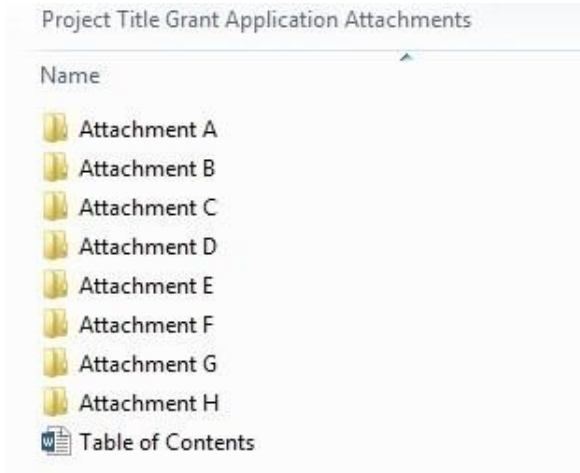 Project Title Grant Application Attachments
Name
Attachment A
Attachment B
Attachment C
Attachment D
Attachment E
Attachment F
Attachment G
Attachment H
Table of Contents